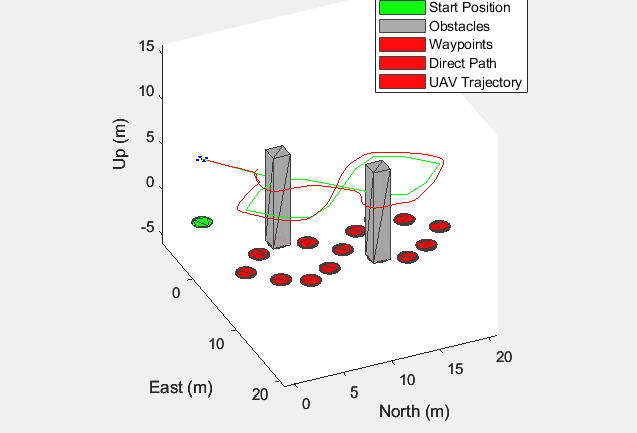 Start Position
Obstacles
Waypoints
Direct Path
UAV Trajectory
15
10
5
0
-5
Up (m)
0
10
20
East (m)
0
5
10
15
20
North (m)